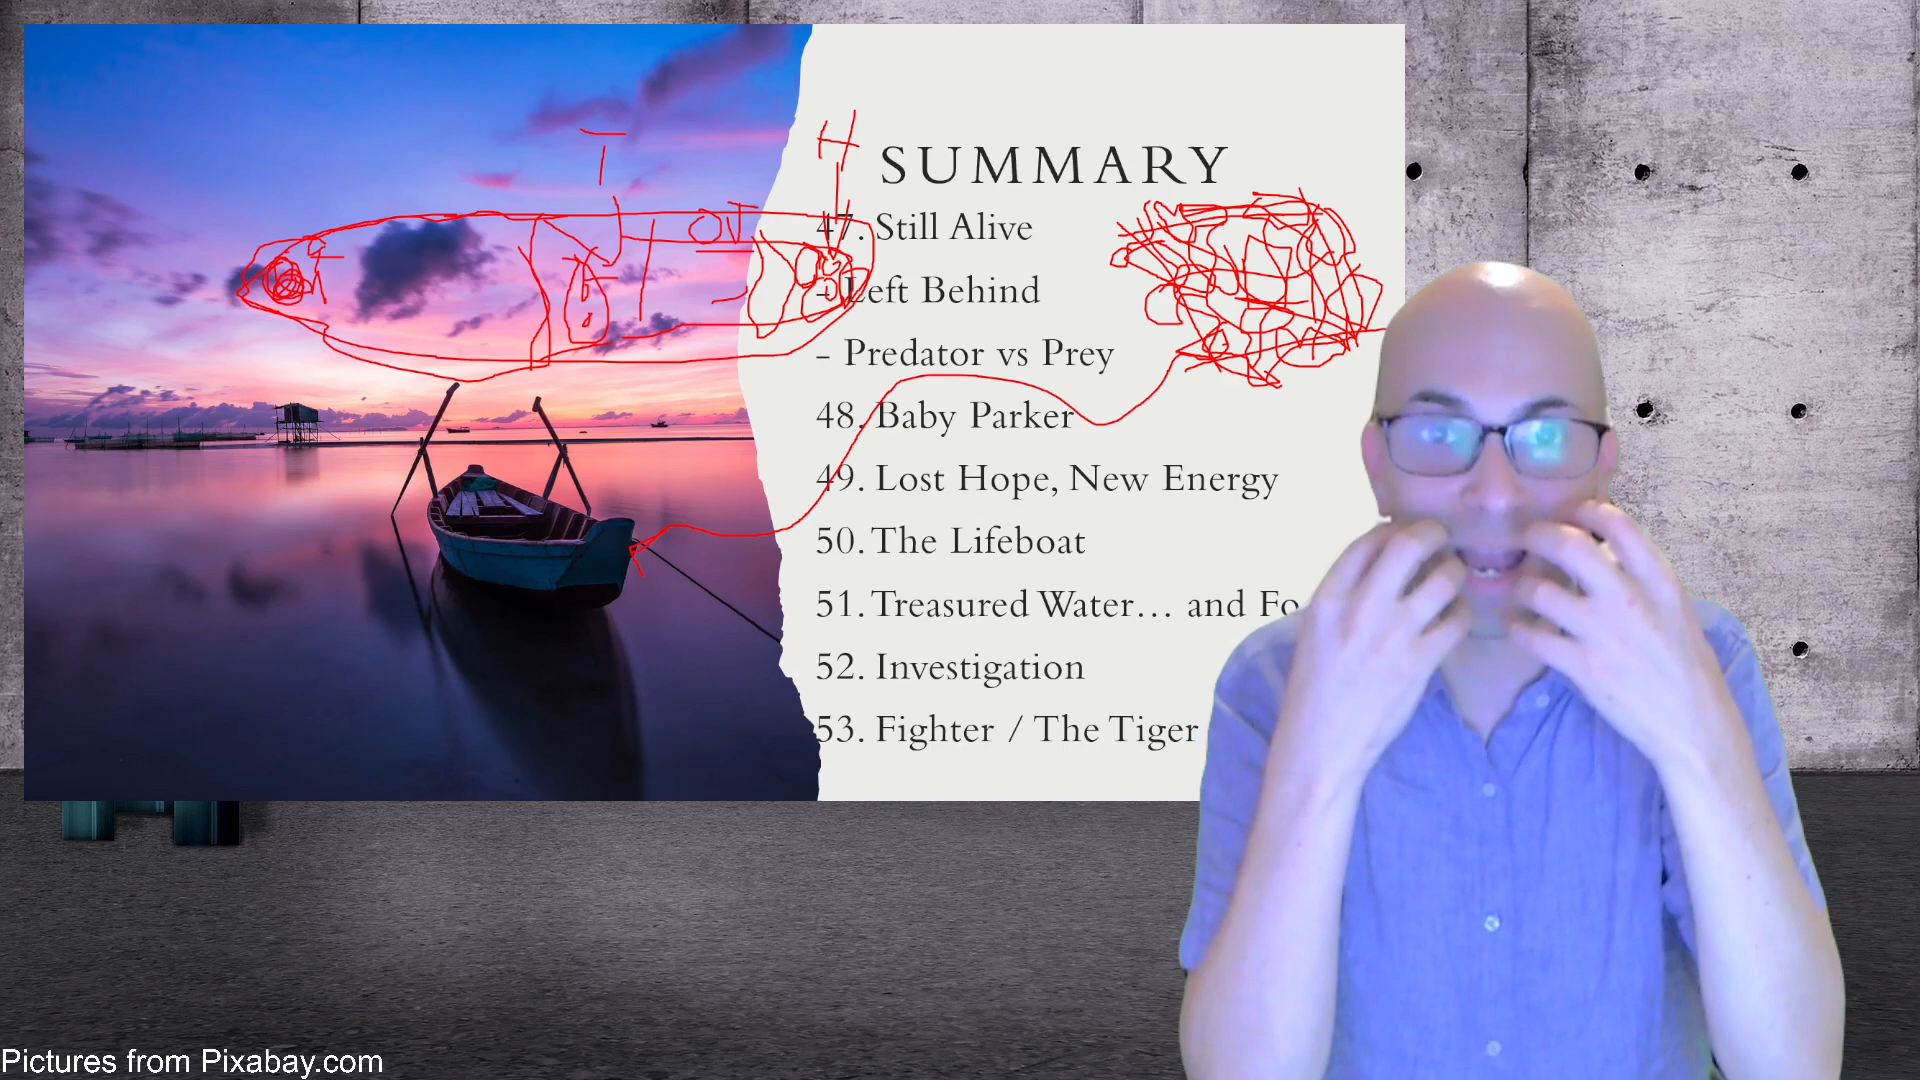 T
H
SUMMARY
47. Still Alive
- Left Behind
- Predator vs Prey
48. Baby Parker
49. Lost Hope, New Energy
50. The Lifeboat
51. Treasured Water... and Fo
52. Investigation
53. Fighter / The Tiger
Pictures from Pixabay.com